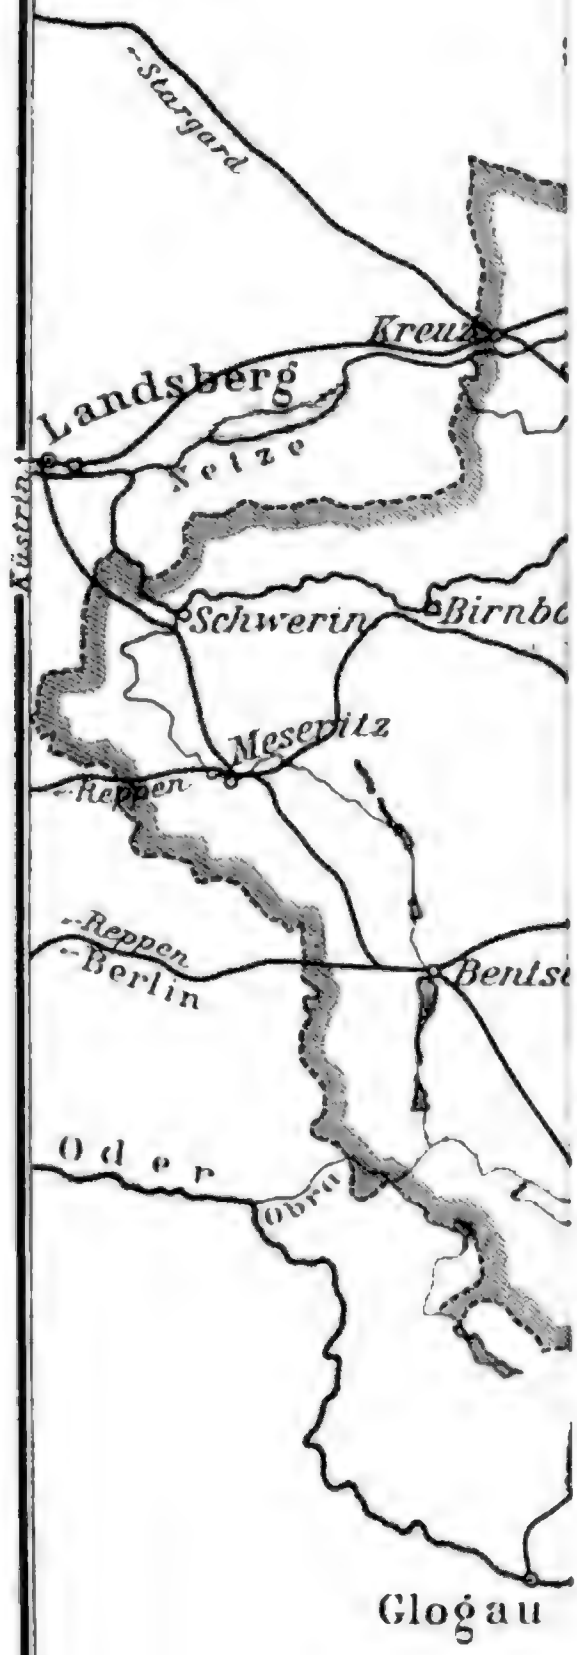 ←Stargard
Kreuz
Landsberg
Netze
←Küstrin
Schwerin
Birnb
Meseritz
←Reppen
←Reppen
←Berlin
Bents
Oder
Obra
Glogau